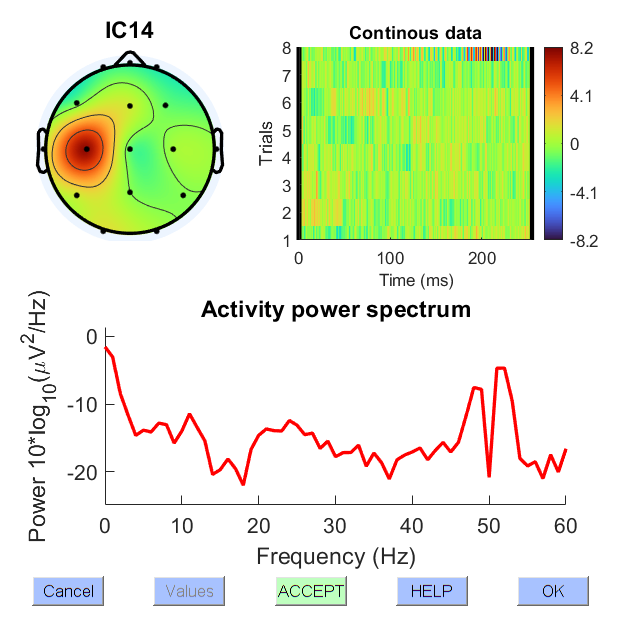 IC14
Continous data
Trials
8
7
6
5
4
3
2
1
0
100
200
Time (ms)
8.2
4.1
0
-4.1
-8.2
Activity power spectrum
Power 10*log10(μV2/Hz)
0
-10
-20
0
10
20
30
40
50
60
Frequency (Hz)
Cancel
Values
ACCEPT
HELP
OK